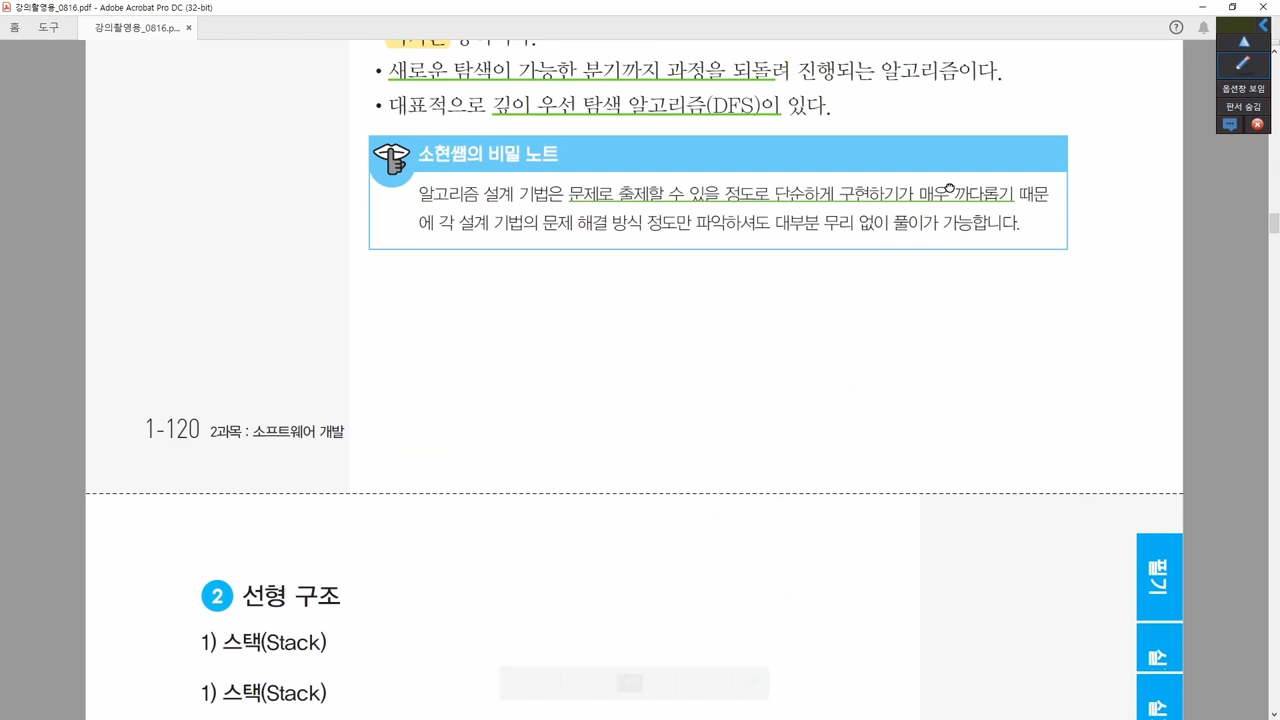 강의촬영용_0816.pdf - Adobe Acrobat Pro DC (32-bit)
홈 도구 강의촬영용_0816.p... ×
옵션창 보임
판서 숨김
• 새로운 탐색이 가능한 분기까지 과정을 되돌려 진행되는 알고리즘이다.
• 대표적으로 깊이 우선 탐색 알고리즘(DFS)이 있다.
소현쌤의 비밀 노트
알고리즘 설계 기법은 문제로 출제할 수 있을 정도로 단순하게 구현하기가 매우 까다롭기 때문
에 각 설계 기법의 문제 해결 방식 정도만 파악하셔도 대부분 무리 없이 풀이가 가능합니다.
1-120 2과목 : 소프트웨어 개발
2 선형 구조
1) 스택(Stack)
1) 스택(Stack)
필기
실
실